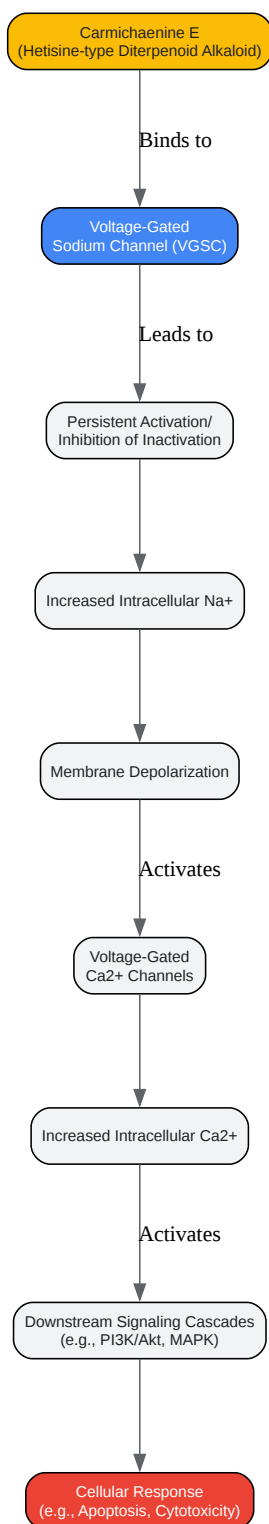 Carmichaenine E
(Hetisine-type Diterpenoid Alkaloid)
Binds to
Voltage-Gated
Sodium Channel (VGSC)
Leads to
Persistent Activation/
Inhibition of Inactivation
Increased Intracellular Na+
Membrane Depolarization
Activates
Voltage-Gated
Ca2+ Channels
Increased Intracellular Ca2+
Activates
Downstream Signaling Cascades
(e.g., PI3K/Akt, MAPK)
Cellular Response
(e.g., Apoptosis, Cytotoxicity)